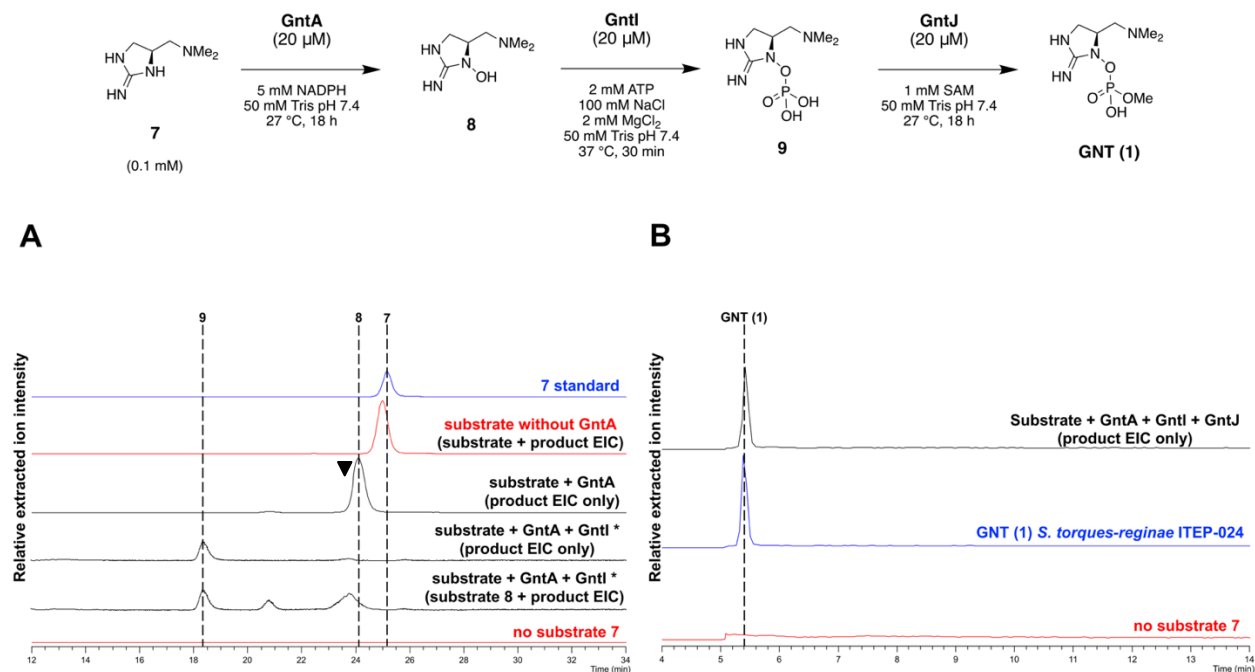 GntA
(20 µM)
5 mM NADPH
50 mM Tris pH 7.4
27 °C, 18 h
GntI
(20 µM)
2 mM ATP
100 mM NaCl
2 mM MgCl2
50 mM Tris pH 7.4
37 °C, 30 min
GntJ
(20 µM)
1 mM SAM
50 mM Tris pH 7.4
27 °C, 18 h
HN
NH
HN
NMe2
7
(0.1 mM)
HN
N
OH
HN
NMe2
8
HN
N
HN
NMe2
O
O
P
OH
OH
9
HN
N
HN
NMe2
O
O
P
OMe
OH
GNT (1)
A
Relative extracted ion intensity
9
8
7
7 standard
substrate without GntA
(substrate + product EIC)
substrate + GntA
(product EIC only)
substrate + GntA + GntI *
(product EIC only)
substrate + GntA + GntI *
(substrate 8 + product EIC)
no substrate 7
12 14 16 18 20 22 24 26 28 30 32 34
Time (min)
B
Relative extracted ion intensity
GNT (1)
Substrate + GntA + GntI + GntJ
(product EIC only)
GNT (1) S. torques-reginae ITEP-024
no substrate 7
4 5 6 7 8 9 10 11 12 13 14
Time (min)